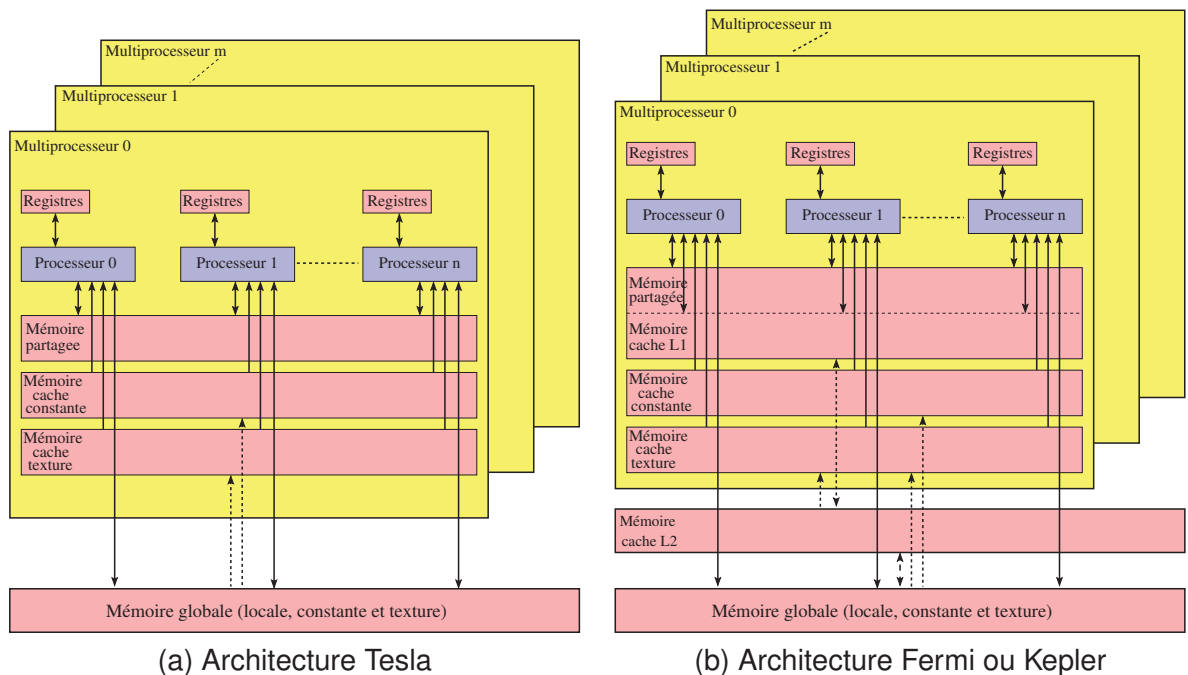 Multiprocesseur m
Multiprocesseur 1
Multiprocesseur 0
Registres
Registres
Registres
Processeur 0
Processeur 1
Processeur n
Mémoire
partagee
Mémoire
cache
constante
Mémoire
cache
texture
Mémoire globale (locale, constante et texture)
(a) Architecture Tesla
Multiprocesseur m
Multiprocesseur 1
Multiprocesseur 0
Registres
Registres
Registres
Processeur 0
Processeur 1
Processeur n
Mémoire
partagée
Mémoire
cache L1
Mémoire
cache
constante
Mémoire
cache
texture
Mémoire
cache L2
Mémoire globale (locale, constante et texture)
(b) Architecture Fermi ou Kepler